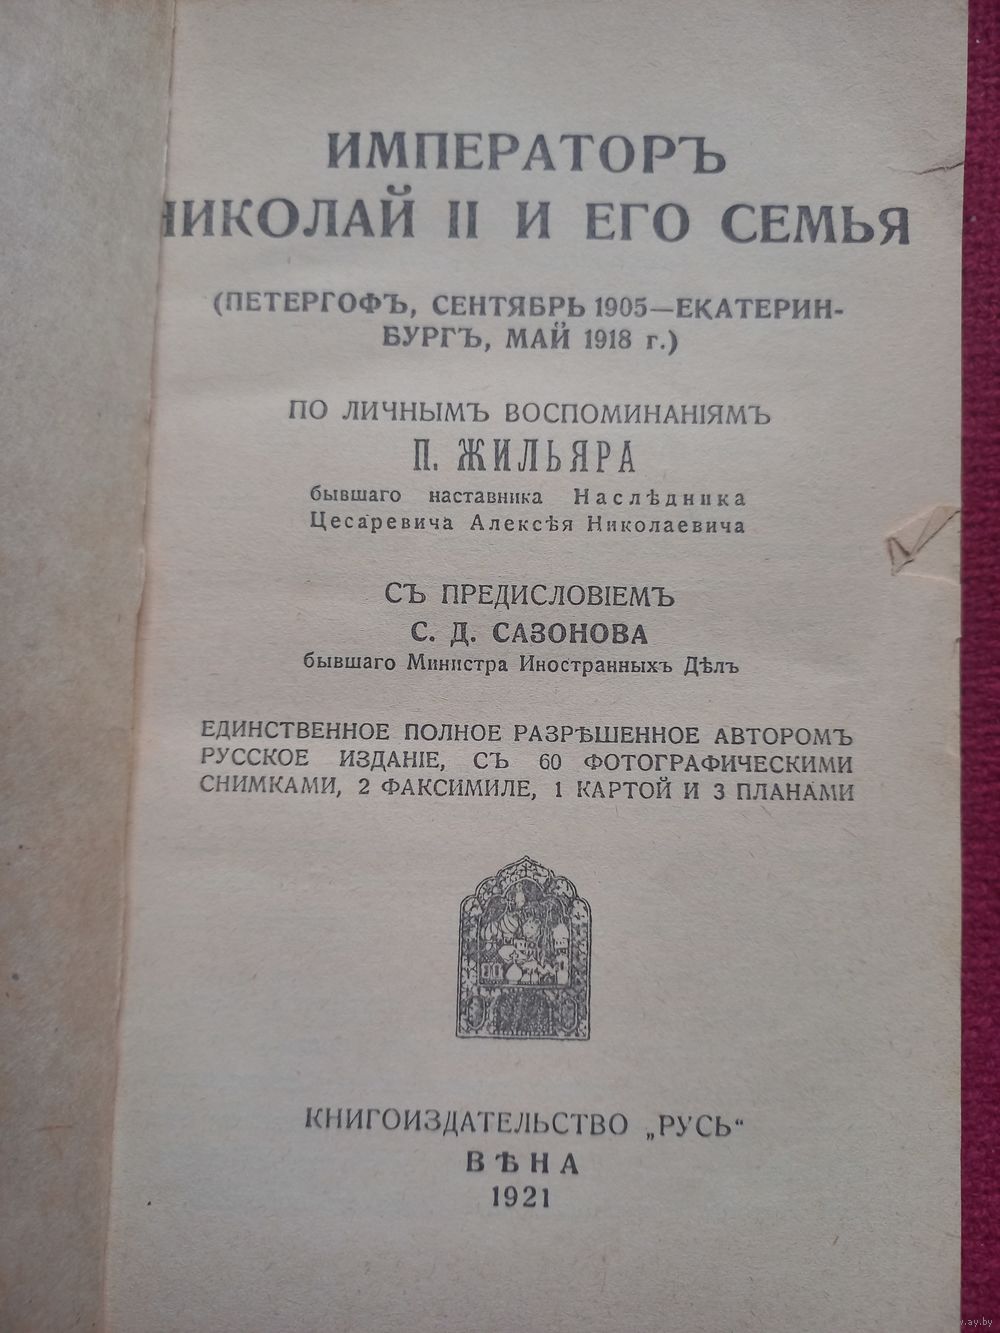 ИМПЕРАТОРЪ
НИКОЛАЙ II И ЕГО СЕМЬЯ
(ПЕТЕРГОФЪ, СЕНТЯБРЬ 1905—ЕКАТЕРИН-
БУРГЪ, МАЙ 1918 г.)
ПО ЛИЧНЫМЪ ВОСПОМИНАНІЯМЪ
П. ЖИЛЬЯРА
бывшаго наставника Наслѣдника
Цесаревича Алексѣя Николаевича
СЪ ПРЕДИСЛОВІЕМЪ
С. Д. САЗОНОВА
бывшаго Министра Иностранныхъ Дѣлъ
ЕДИНСТВЕННОЕ ПОЛНОЕ РАЗРѢШЕННОЕ АВТОРОМЪ
РУССКОЕ ИЗДАНІЕ, СЪ 60 ФОТОГРАФИЧЕСКИМИ
СНИМКАМИ, 2 ФАКСИМИЛЕ, 1 КАРТОЙ И 3 ПЛАНАМИ
КНИГОИЗДАТЕЛЬСТВО „РУСЬ“
ВѢНА
1921